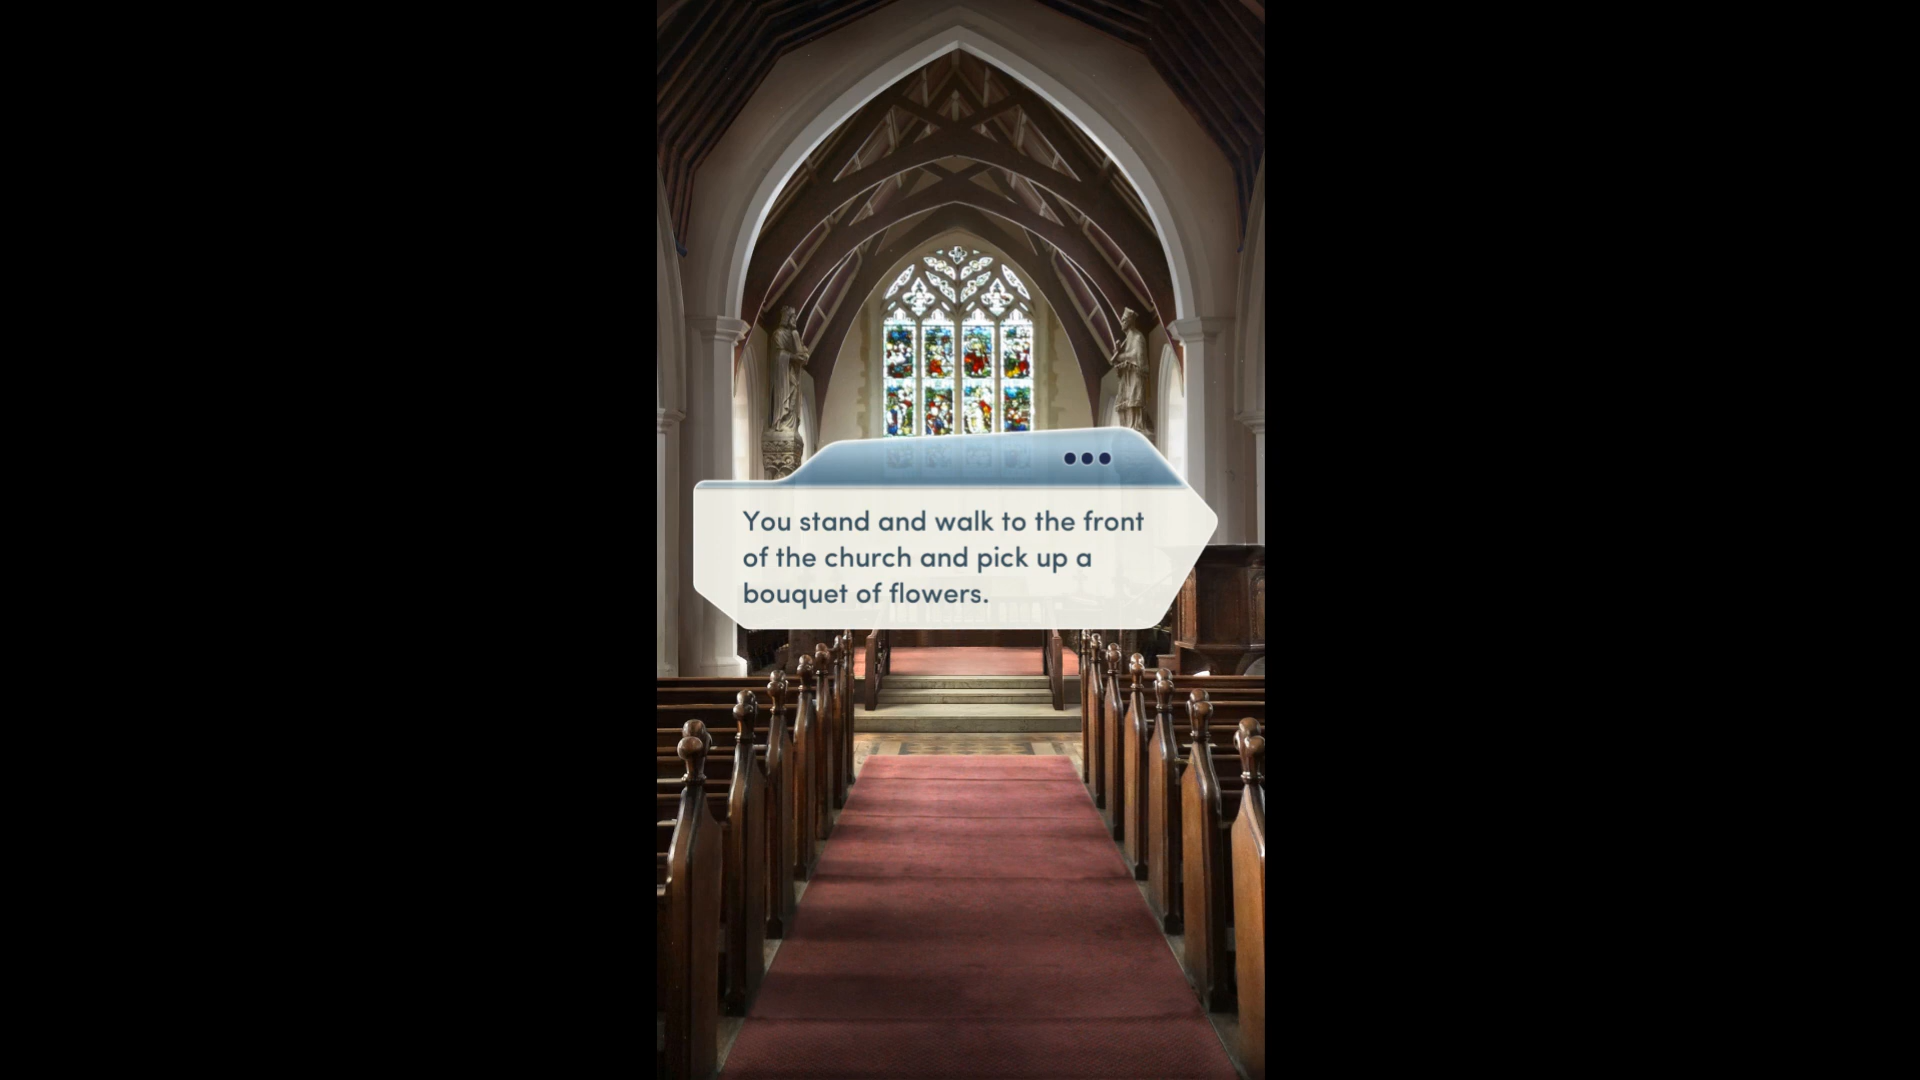 You stand and walk to the front
of the church and pick up a
bouquet of flowers.